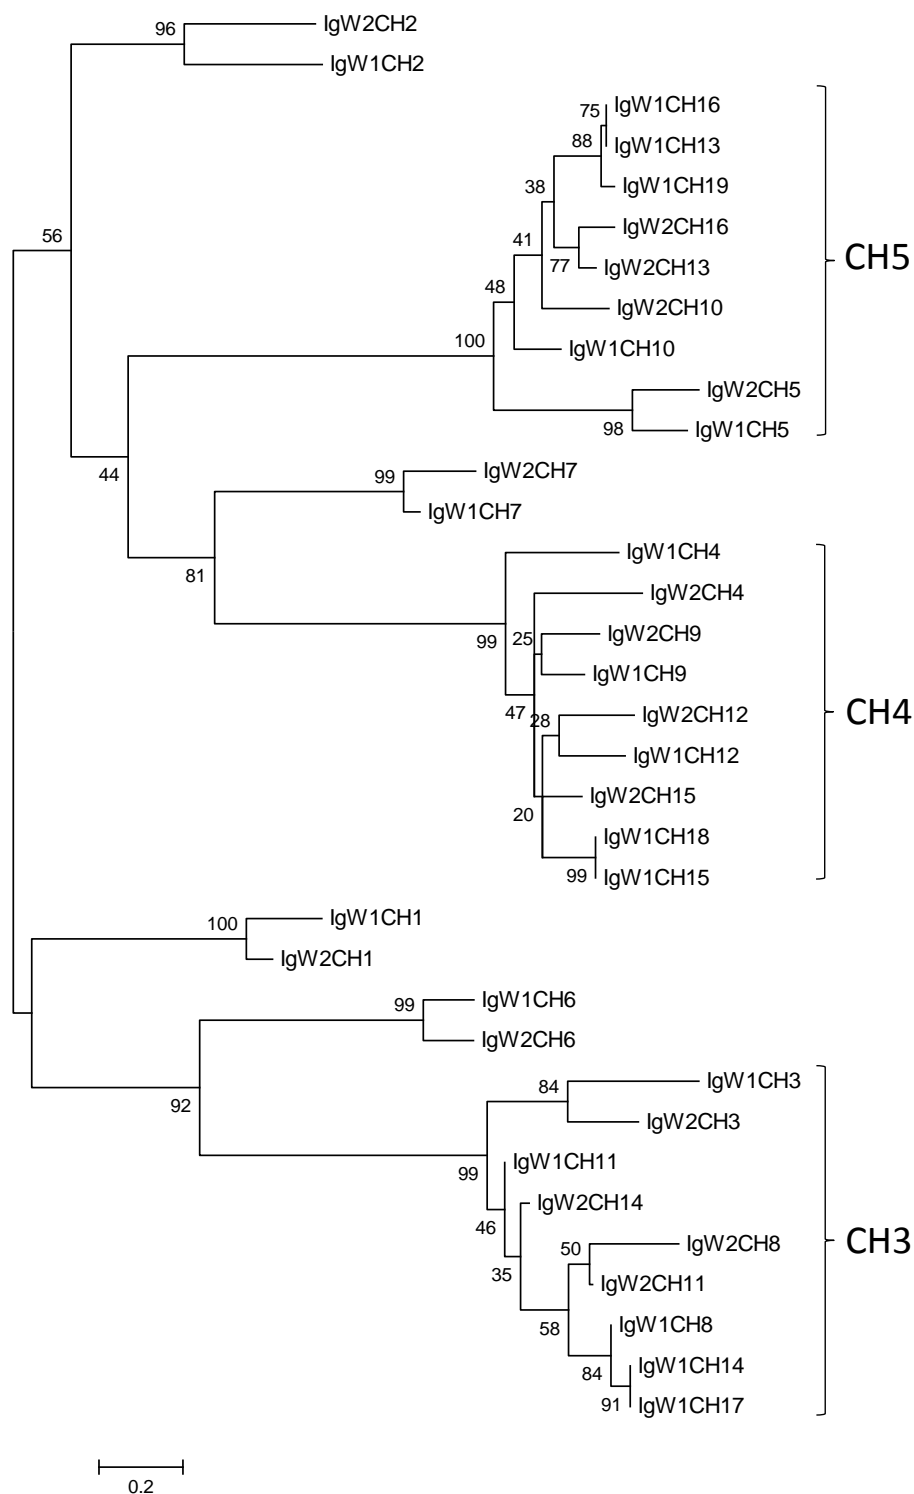 96
IgW2CH2
IgW1CH2
75
IgW1CH16
88
IgW1CH13
IgW1CH19
38
56
41
IgW2CH16
77
IgW2CH13
CH5
48
IgW2CH10
100
IgW1CH10
IgW2CH5
98
IgW1CH5
44
99
IgW2CH7
IgW1CH7
81
IgW1CH4
IgW2CH4
99
25
IgW2CH9
IgW1CH9
47
28
IgW2CH12
CH4
IgW1CH12
20
IgW2CH15
IgW1CH18
99
IgW1CH15
100
IgW1CH1
IgW2CH1
99
IgW1CH6
IgW2CH6
92
84
IgW1CH3
IgW2CH3
99
IgW1CH11
46
IgW2CH14
35
50
IgW2CH8
CH3
IgW2CH11
58
IgW1CH8
84
IgW1CH14
91
IgW1CH17
0.2